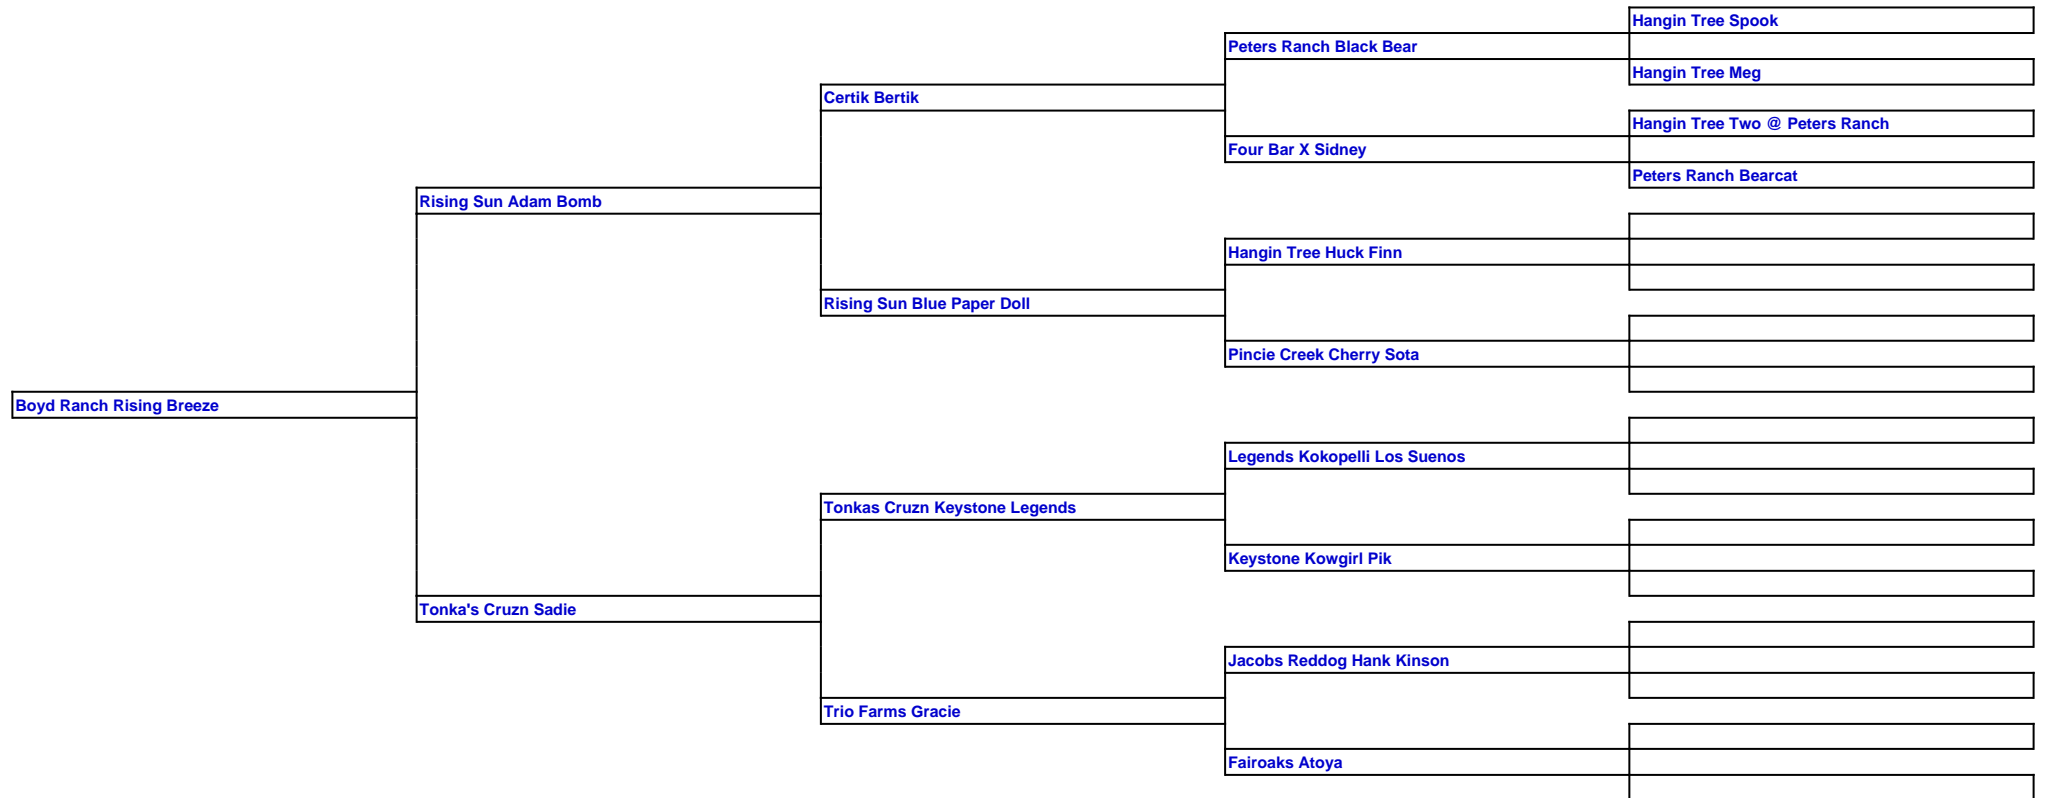 Hangin Tree Spook
Peters Ranch Black Bear
Hangin Tree Meg
Certik Bertik
Hangin Tree Two @ Peters Ranch
Four Bar X Sidney
Peters Ranch Bearcat
Rising Sun Adam Bomb
Hangin Tree Huck Finn
Rising Sun Blue Paper Doll
Pincie Creek Cherry Sota
Boyd Ranch Rising Breeze
Legends Kokopelli Los Suenos
Tonkas Cruzn Keystone Legends
Keystone Kowgirl Pik
Tonka's Cruzn Sadie
Jacobs Reddog Hank Kinson
Trio Farms Gracie
Fairoaks Atoya